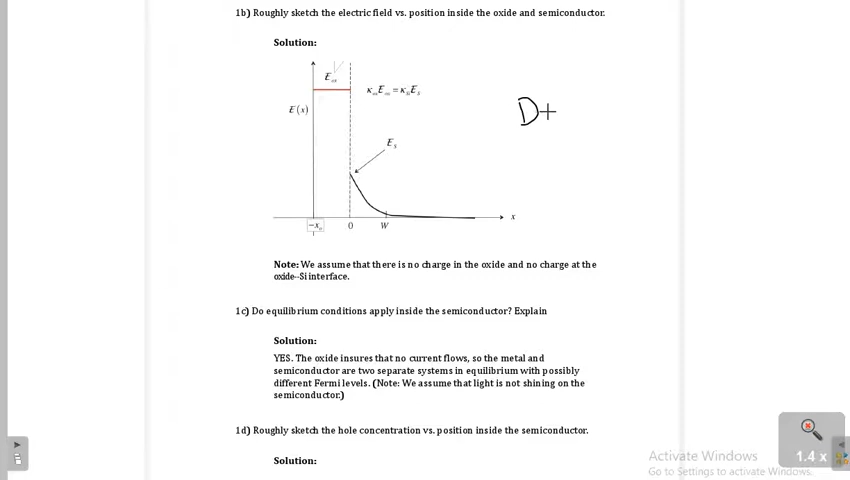 1b) Roughly sketch the electric field vs. position inside the oxide and semiconductor.
Solution:
E_ox
κ_ox E_ox = κ_s E_s
D+
E(x)
E_s
x
−x_o
0
W
Note: We assume that there is no charge in the oxide and no charge at the
oxide--Si interface.
1c) Do equilibrium conditions apply inside the semiconductor? Explain
Solution:
YES. The oxide insures that no current flows, so the metal and
semiconductor are two separate systems in equilibrium with possibly
different Fermi levels. (Note: We assume that light is not shining on the
semiconductor.)
1d) Roughly sketch the hole concentration vs. position inside the semiconductor.
Solution:
Activate Windows
Go to Settings to activate Windows.
1.4 x